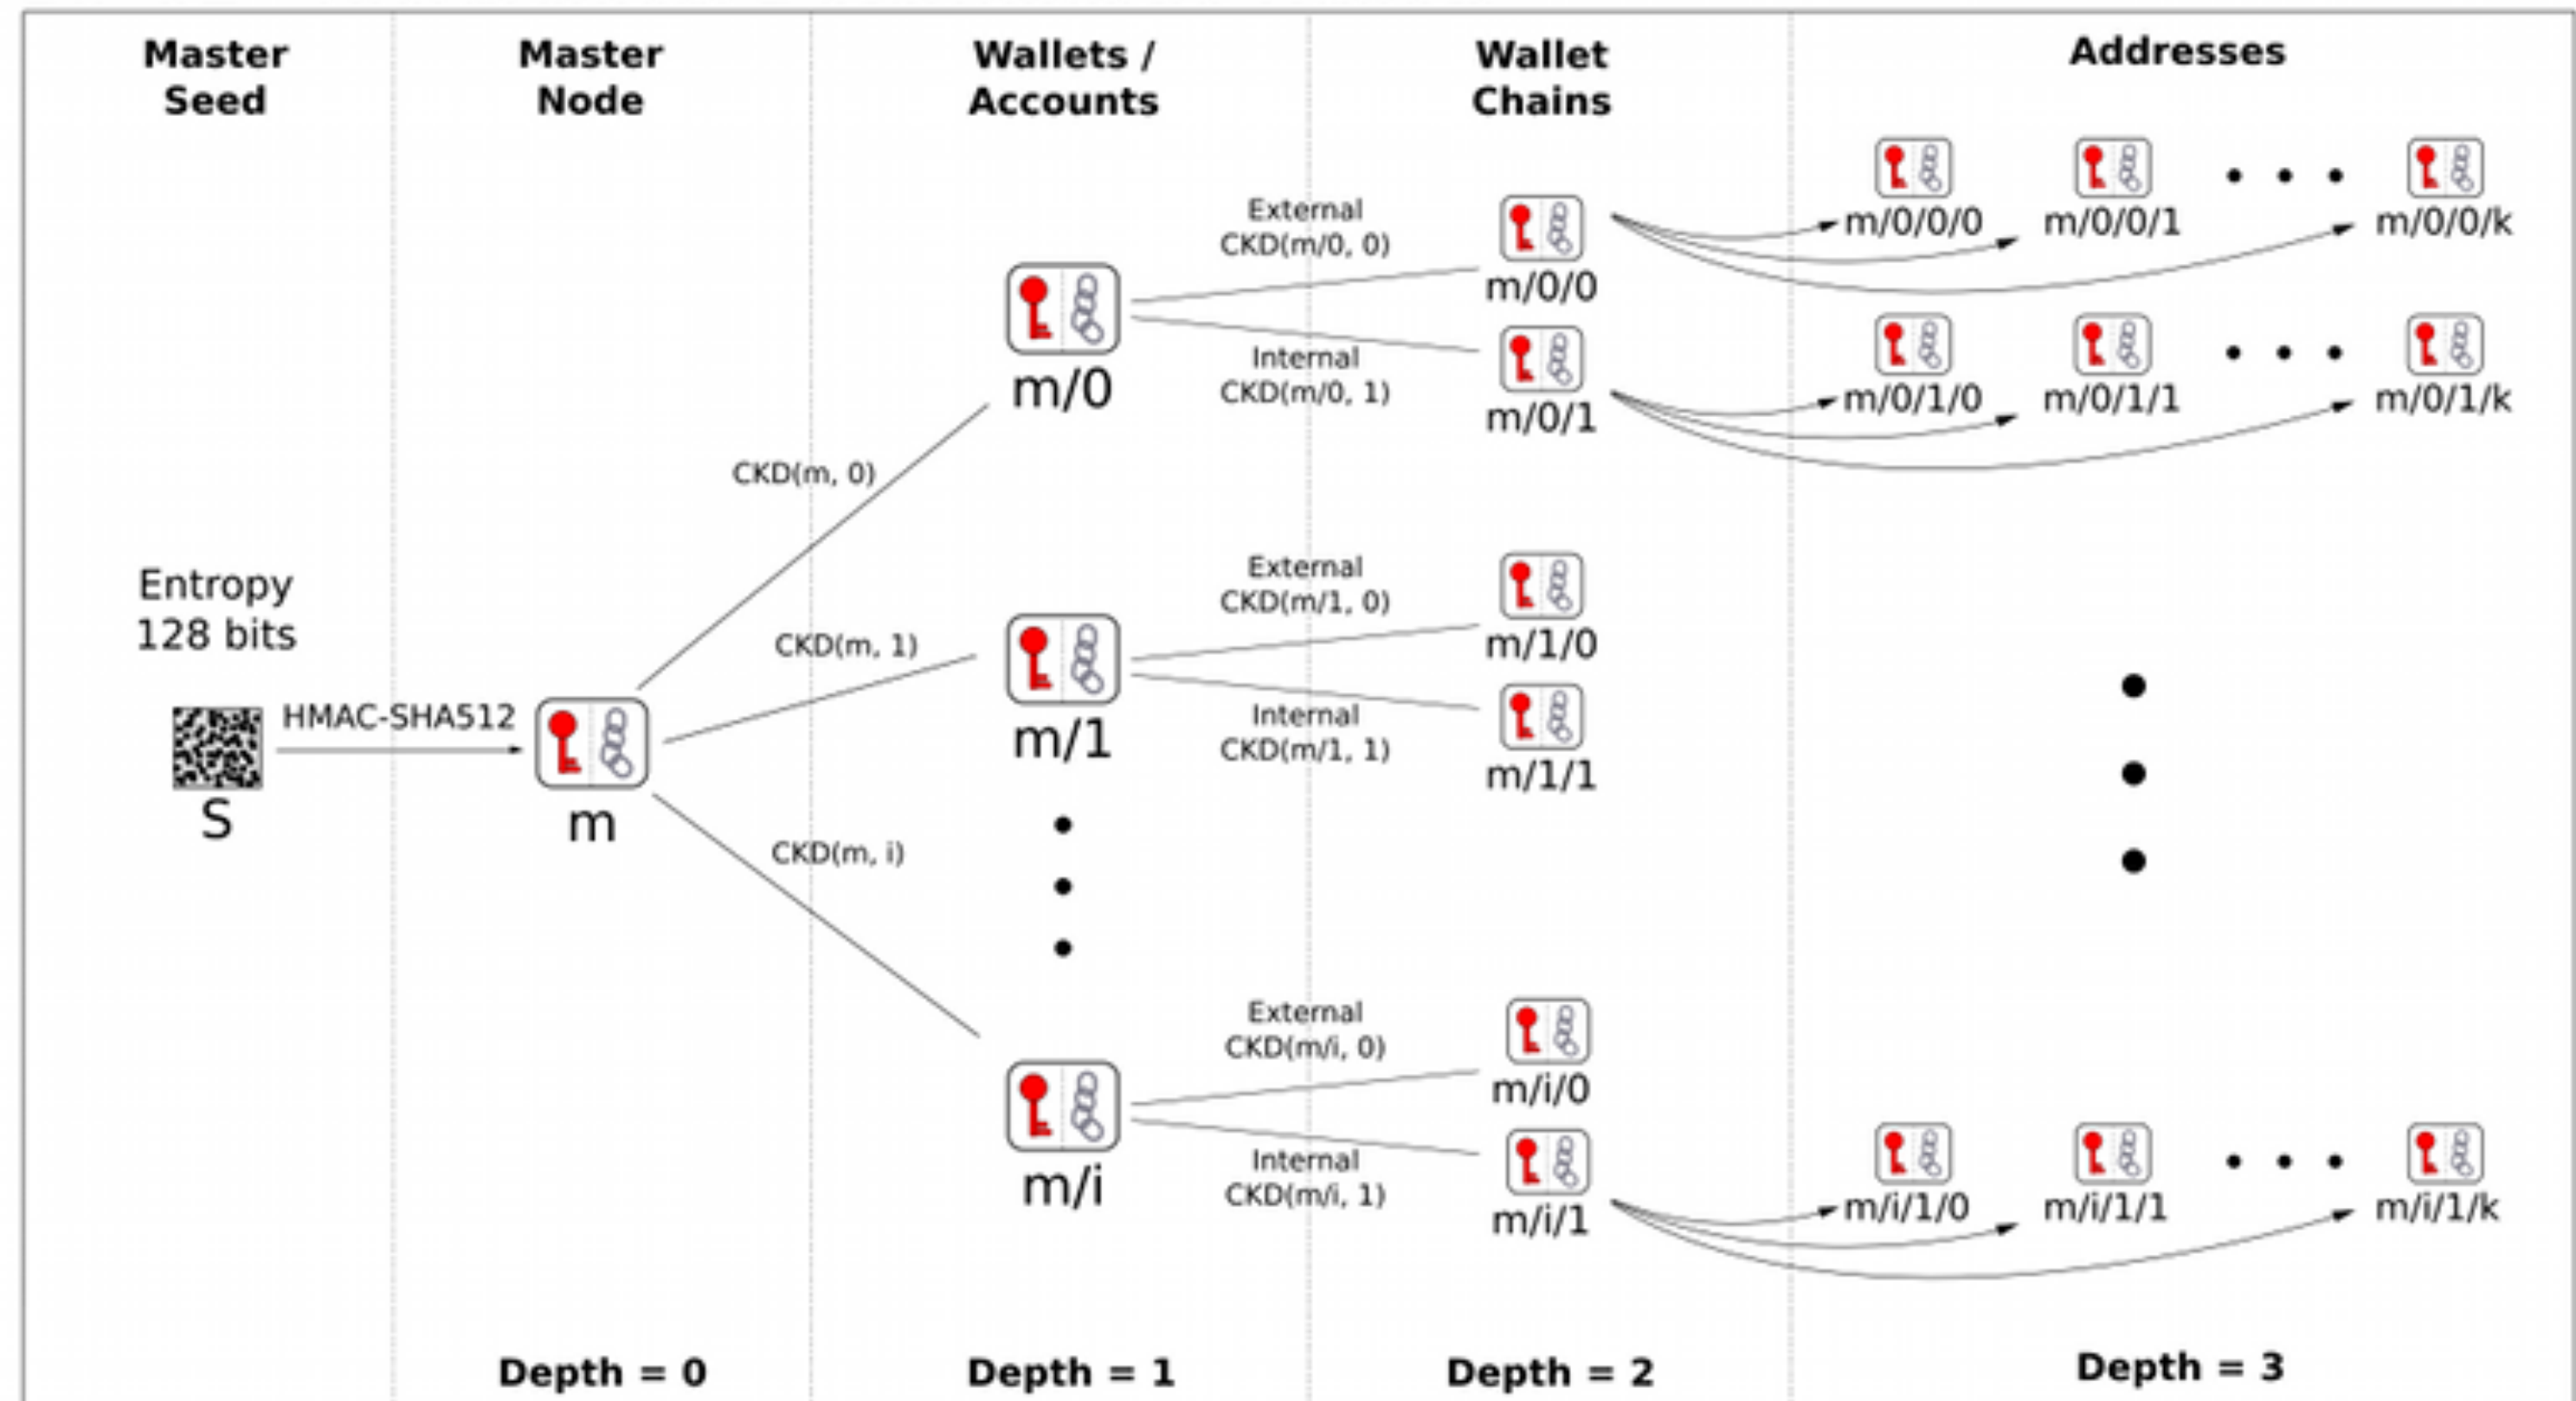 Master
Seed
Master
Node
Wallets /
Accounts
Wallet
Chains
Addresses
Entropy
128 bits
S
HMAC-SHA512
m
CKD(m, 0)
CKD(m, 1)
CKD(m, i)
m/0
m/1
m/i
External
CKD(m/0, 0)
Internal
CKD(m/0, 1)
External
CKD(m/1, 0)
Internal
CKD(m/1, 1)
External
CKD(m/i, 0)
Internal
CKD(m/i, 1)
m/0/0
m/0/1
m/1/0
m/1/1
m/i/0
m/i/1
m/0/0/0 m/0/0/1 m/0/0/k
m/0/1/0 m/0/1/1 m/0/1/k
m/i/1/0 m/i/1/1 m/i/1/k
Depth = 0
Depth = 1
Depth = 2
Depth = 3